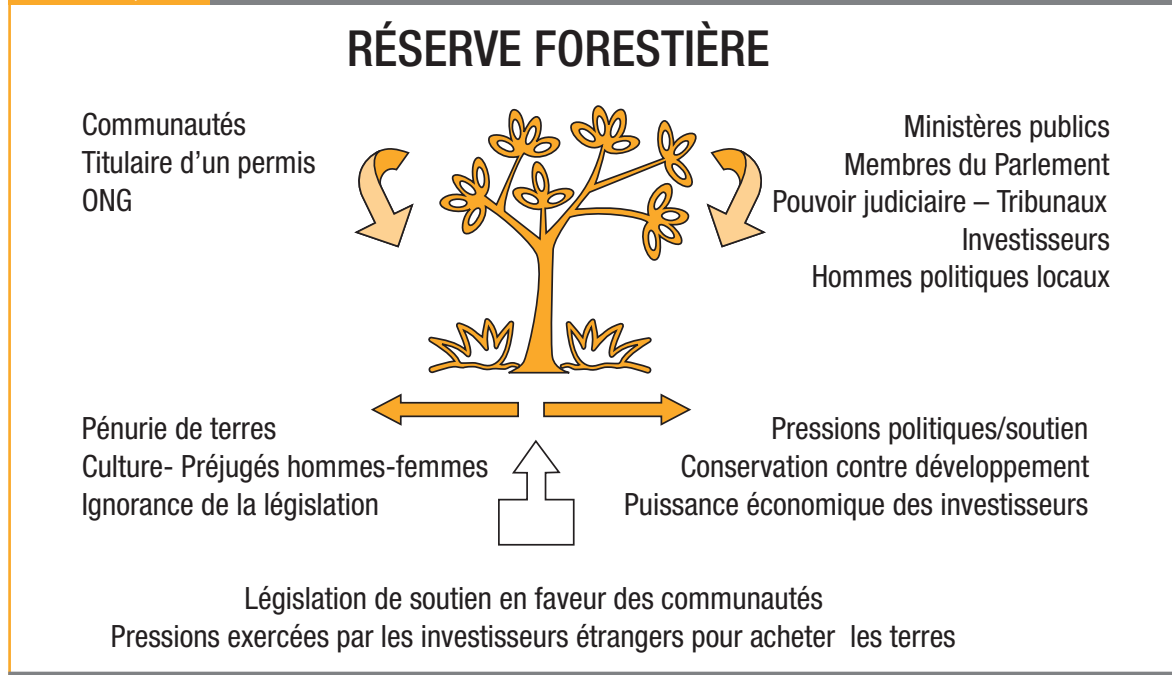 RÉSERVE FORESTIÈRE
Communautés
Titulaire d'un permis
ONG
Ministères publics
Membres du Parlement
Pouvoir judiciaire – Tribunaux
Investisseurs
Hommes politiques locaux
Pénurie de terres
Culture- Préjugés hommes-femmes
Ignorance de la législation
Pressions politiques/soutien
Conservation contre développement
Puissance économique des investisseurs
Législation de soutien en faveur des communautés
Pressions exercées par les investisseurs étrangers pour acheter les terres